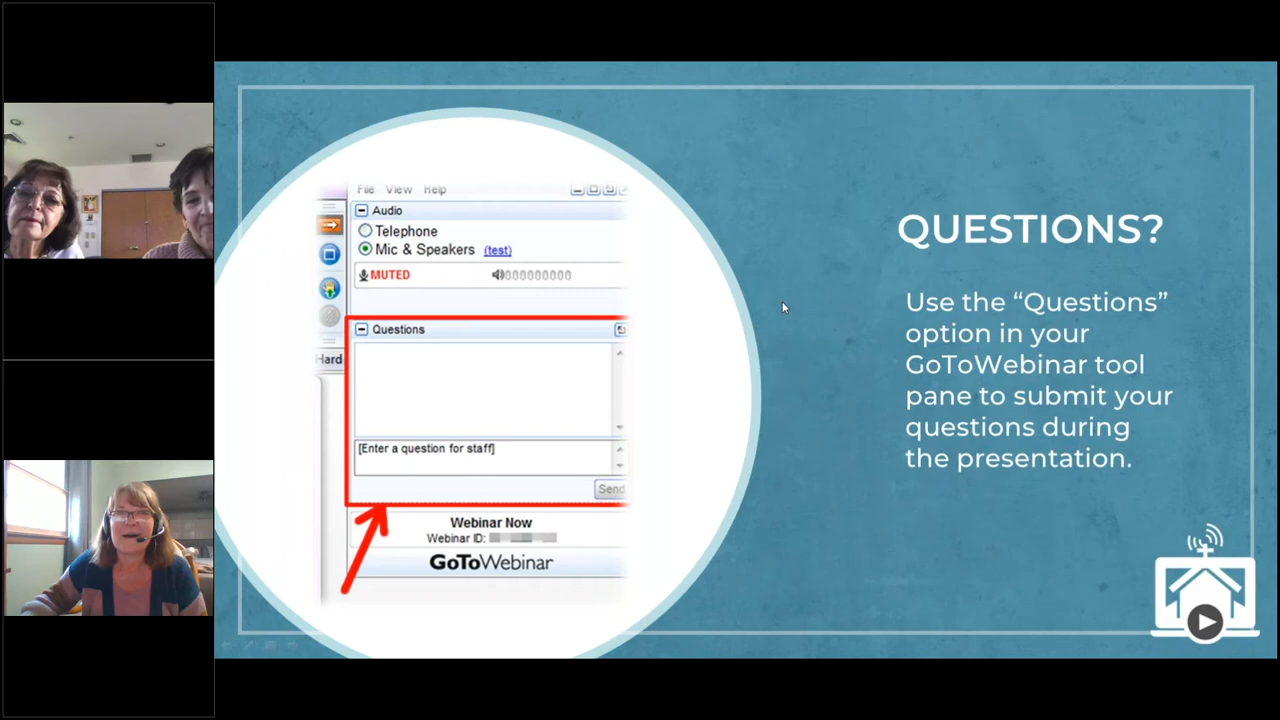 File View Help
Audio
Telephone
Mic & Speakers (test)
MUTED
Questions
Hard
[Enter a question for staff]
Send
Webinar Now
Webinar ID:
GoToWebinar
QUESTIONS?
Use the “Questions”
option in your
GoToWebinar tool
pane to submit your
questions during
the presentation.